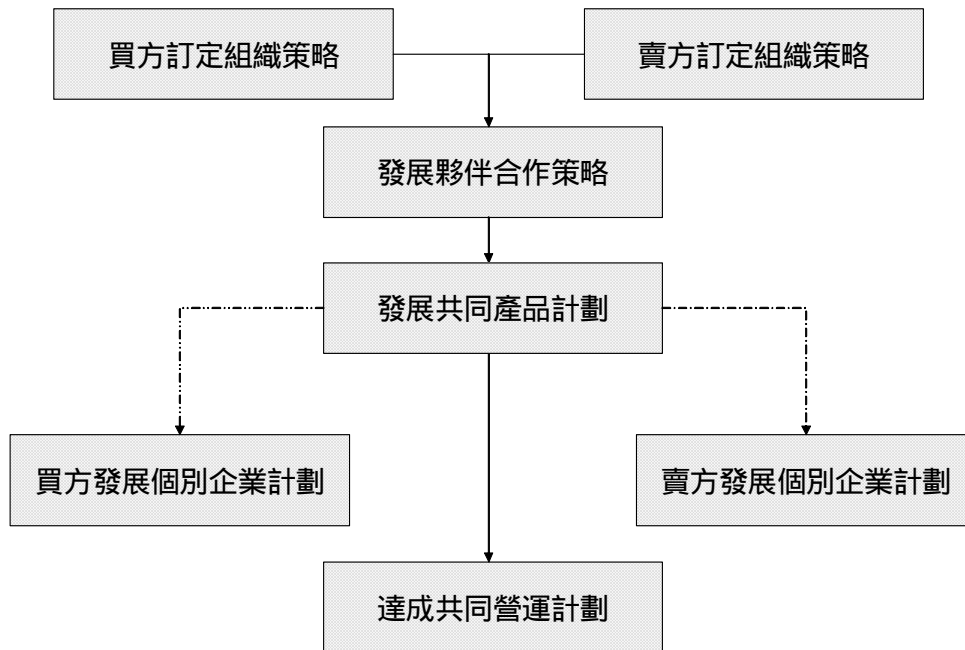 買方訂定組織策略
賣方訂定組織策略
發展夥伴合作策略
發展共同產品計劃
買方發展個別企業計劃
賣方發展個別企業計劃
達成共同營運計劃